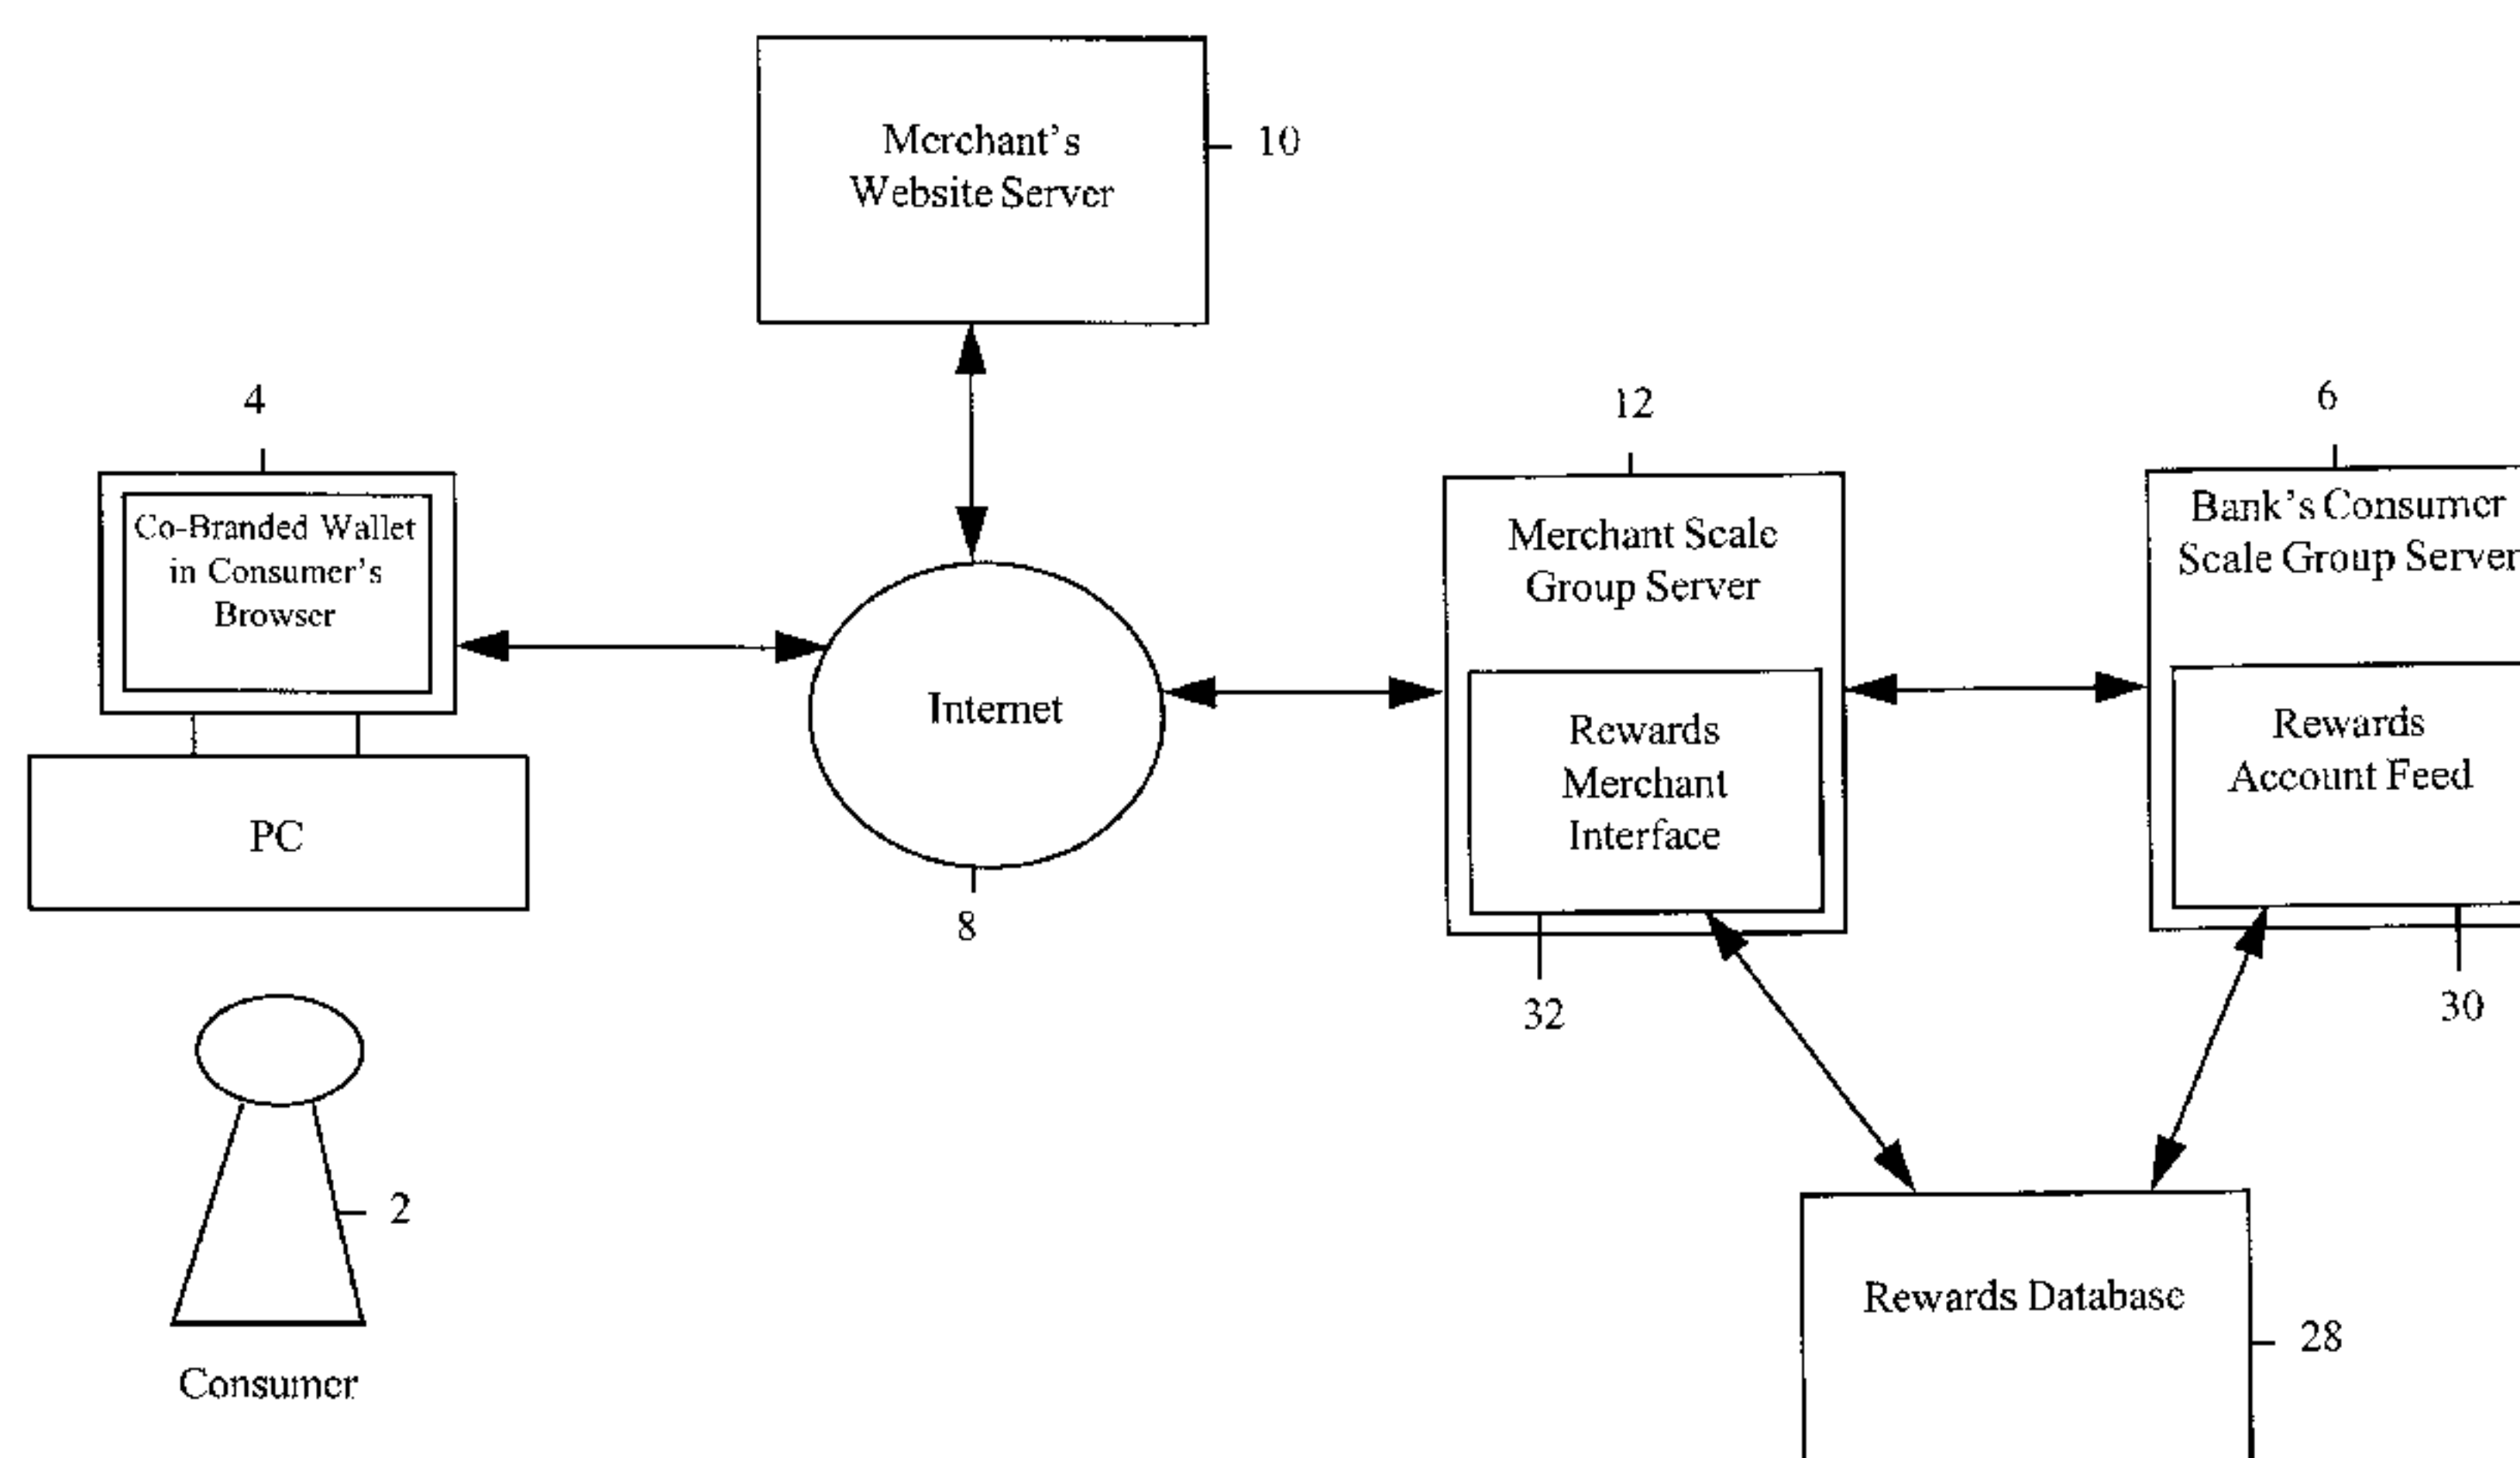 Merchant's
Website Server
10
4
Co-Branded Wallet
in Consumer's
Browser
PC
Internet
8
12
Merchant Scale
Group Server
Rewards
Merchant
Interface
32
6
Bank's Consumer
Scale Group Server
Rewards
Account Feed
30
2
Consumer
Rewards Database
28